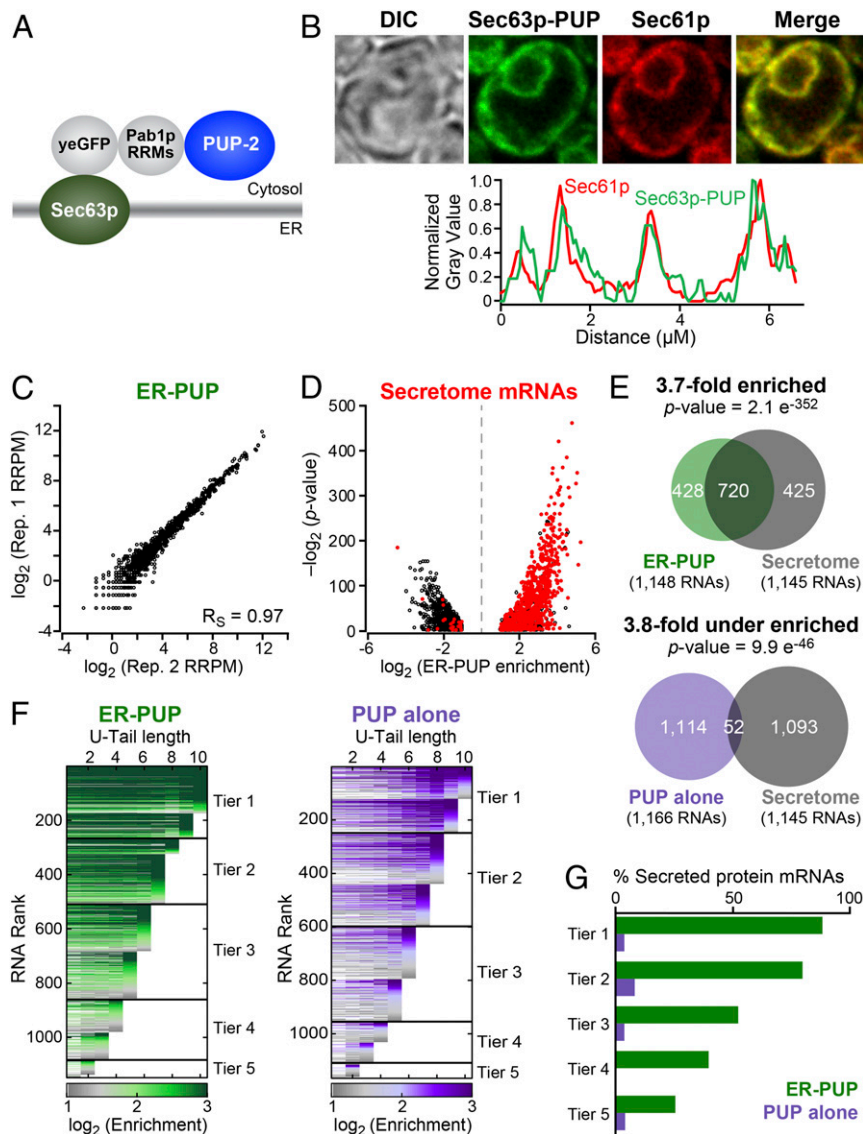 A
yeGFP
Pab1p
RRMs
PUP-2
Cytosol
Sec63p
ER
B
DIC
Sec63p-PUP
Sec61p
Merge
Normalized
Gray Value
1.0
0.8
0.6
0.4
0.2
0
Sec61p
Sec63p-PUP
0
2
4
6
Distance (µM)
C
ER-PUP
log2 (Rep. 1 RRPM)
12
8
4
0
-4
RS = 0.97
-4
0
4
8
12
log2 (Rep. 2 RRPM)
D
Secretome mRNAs
–log2 (p-value)
500
400
300
200
100
0
-6
-2
2
6
log2 (ER-PUP enrichment)
E
3.7-fold enriched
p-value = 2.1 e-352
428
720
425
ER-PUP
(1,148 RNAs)
Secretome
(1,145 RNAs)
3.8-fold under enriched
p-value = 9.9 e-46
1,114
52
1,093
PUP alone
(1,166 RNAs)
Secretome
(1,145 RNAs)
F
ER-PUP
U-Tail length
2 4 6 8 10
RNA Rank
200
400
600
800
1000
Tier 1
Tier 2
Tier 3
Tier 4
Tier 5
1 2 3
log2 (Enrichment)
PUP alone
U-Tail length
2 4 6 8 10
RNA Rank
200
400
600
800
1000
Tier 1
Tier 2
Tier 3
Tier 4
Tier 5
1 2 3
log2 (Enrichment)
G
% Secreted protein mRNAs
0 50 100
Tier 1
Tier 2
Tier 3
Tier 4
Tier 5
ER-PUP
PUP alone